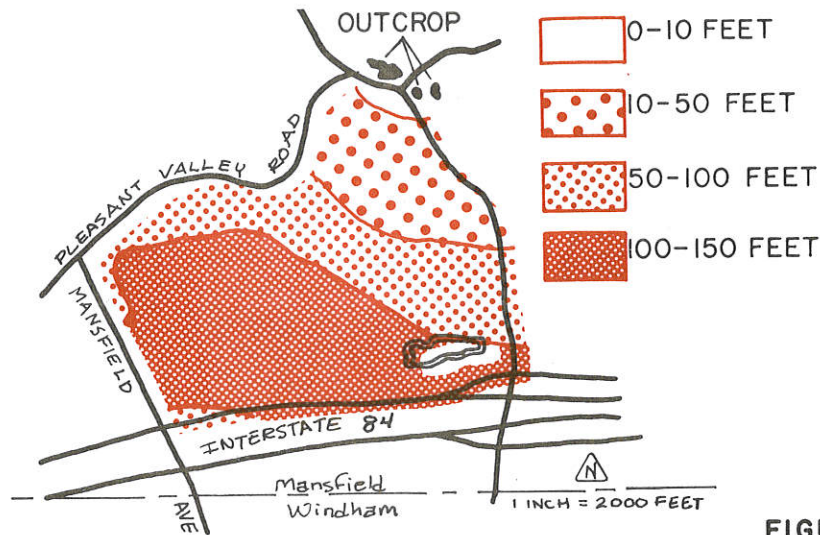 OUTCROP
0-10 FEET
10-50 FEET
50-100 FEET
100-150 FEET
PLEASANT VALLEY ROAD
MANSFIELD AVE
INTERSTATE 84
N
Mansfield
Windham
1 INCH = 2000 FEET
FIG